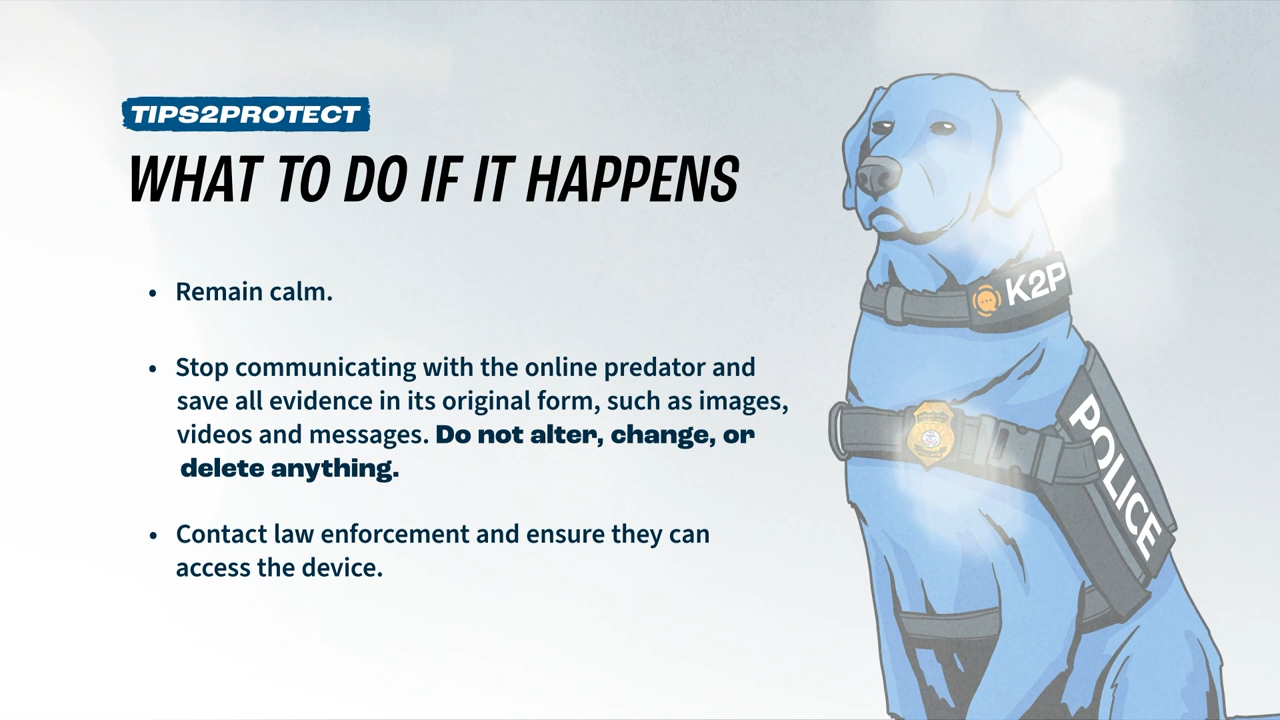 TIPS2PROTECT
WHAT TO DO IF IT HAPPENS
• Remain calm.
• Stop communicating with the online predator and
save all evidence in its original form, such as images,
videos and messages. Do not alter, change, or
delete anything.
• Contact law enforcement and ensure they can
access the device.
K2P
POLICE